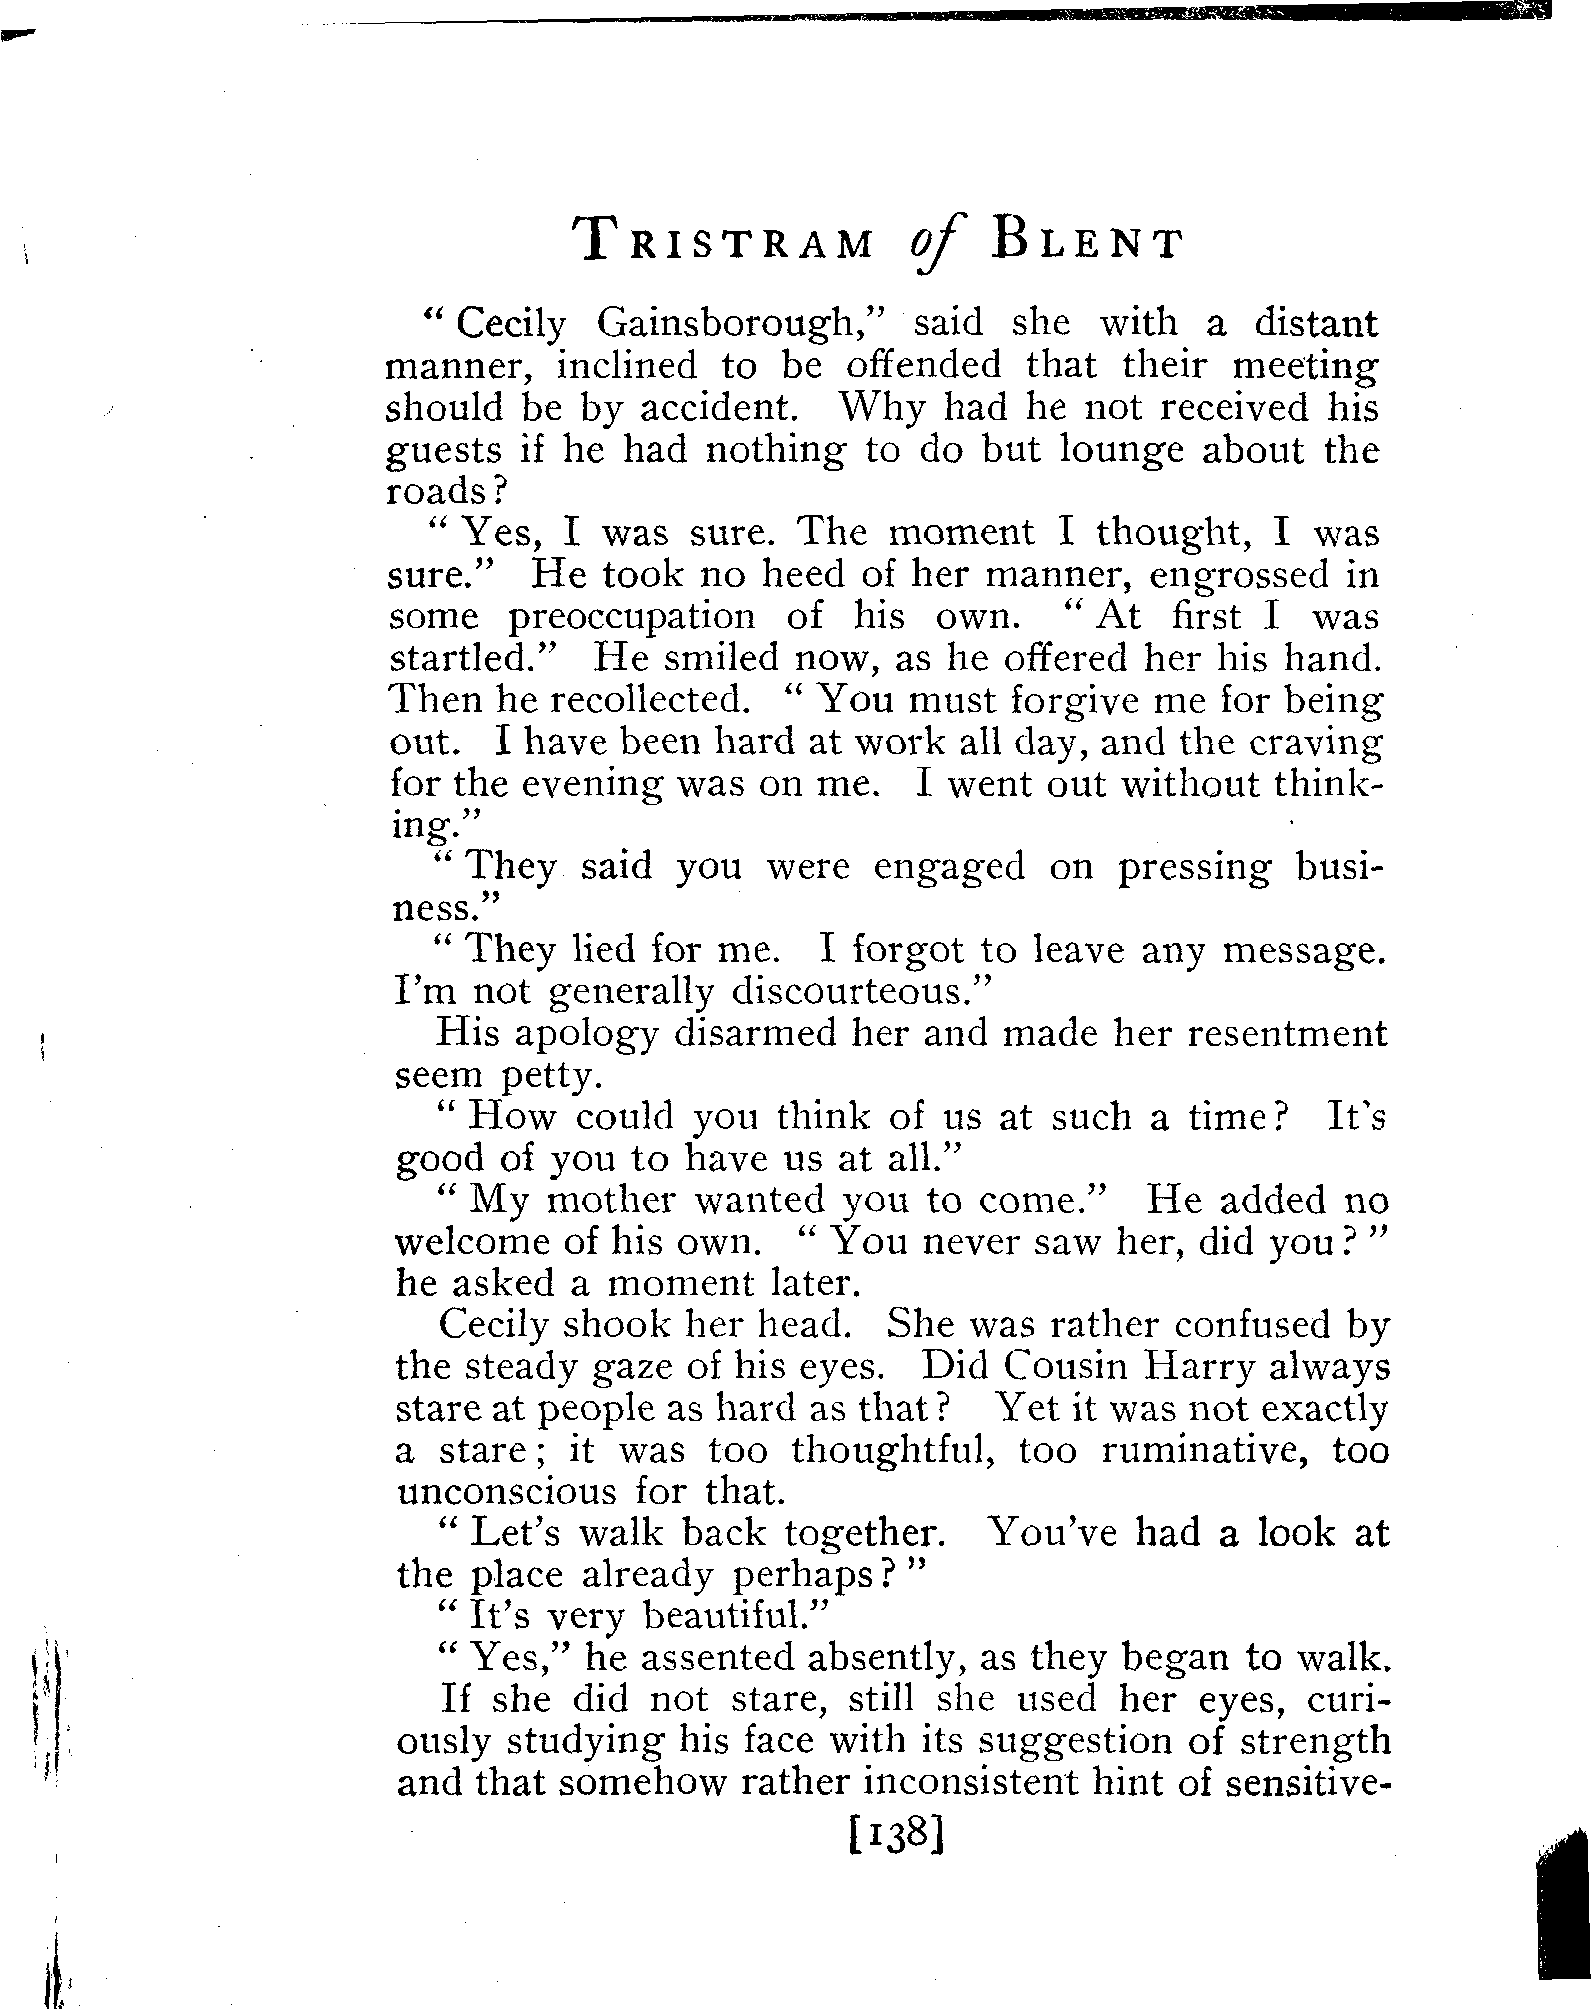 TRISTRAM of BLENT
“ Cecily Gainsborough,” said she with a distant
manner, inclined to be offended that their meeting
should be by accident. Why had he not received his
guests if he had nothing to do but lounge about the
roads?
“ Yes, I was sure. The moment I thought, I was
sure.” He took no heed of her manner, engrossed in
some preoccupation of his own. “ At first I was
startled.” He smiled now, as he offered her his hand.
Then he recollected. “ You must forgive me for being
out. I have been hard at work all day, and the craving
for the evening was on me. I went out without think-
ing.”
“ They said you were engaged on pressing busi-
ness.”
“ They lied for me. I forgot to leave any message.
I'm not generally discourteous.”
His apology disarmed her and made her resentment
seem petty.
“ How could you think of us at such a time? It's
good of you to have us at all.”
“ My mother wanted you to come.” He added no
welcome of his own. “ You never saw her, did you? ”
he asked a moment later.
Cecily shook her head. She was rather confused by
the steady gaze of his eyes. Did Cousin Harry always
stare at people as hard as that? Yet it was not exactly
a stare; it was too thoughtful, too ruminative, too
unconscious for that.
“ Let's walk back together. You've had a look at
the place already perhaps? ”
“ It's very beautiful.”
“ Yes,” he assented absently, as they began to walk.
If she did not stare, still she used her eyes, curi-
ously studying his face with its suggestion of strength
and that somehow rather inconsistent hint of sensitive-
[138]